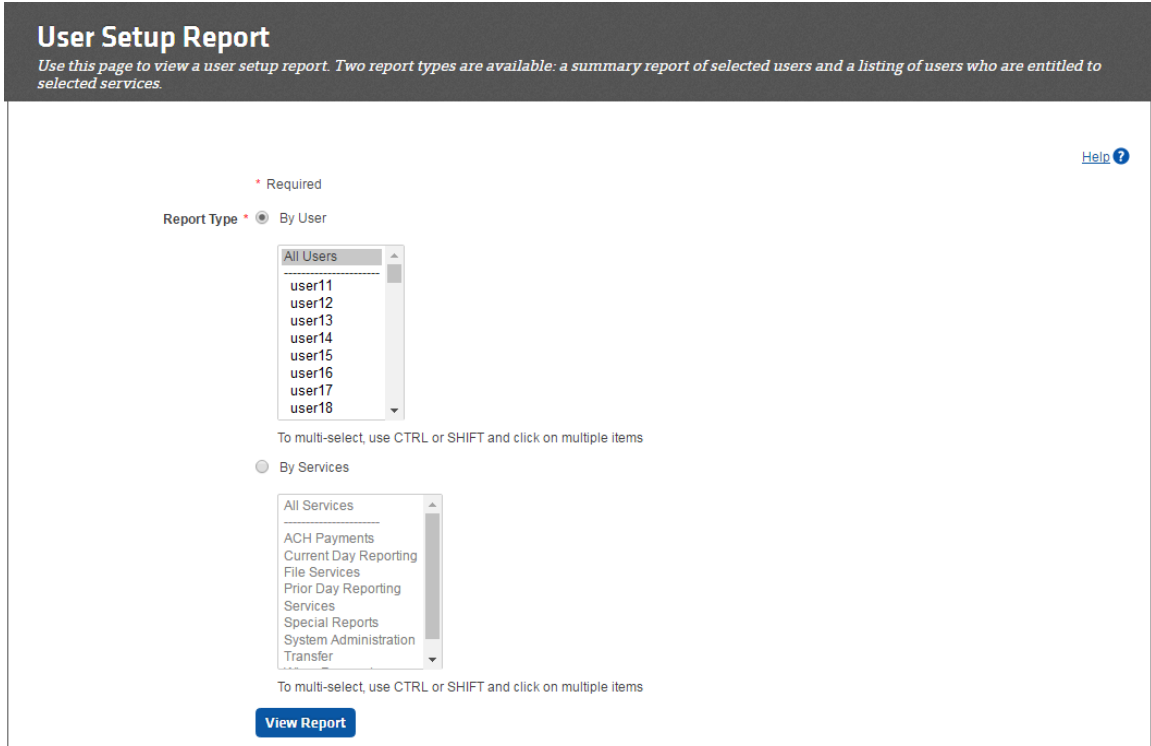 User Setup Report
Use this page to view a user setup report. Two report types are available: a summary report of selected users and a listing of users who are entitled to
selected services.
Help ?
* Required
Report Type * By User
All Users
----------------------
user11
user12
user13
user14
user15
user16
user17
user18
To multi-select, use CTRL or SHIFT and click on multiple items
By Services
All Services
----------------------
ACH Payments
Current Day Reporting
File Services
Prior Day Reporting
Services
Special Reports
System Administration
Transfer
To multi-select, use CTRL or SHIFT and click on multiple items
View Report